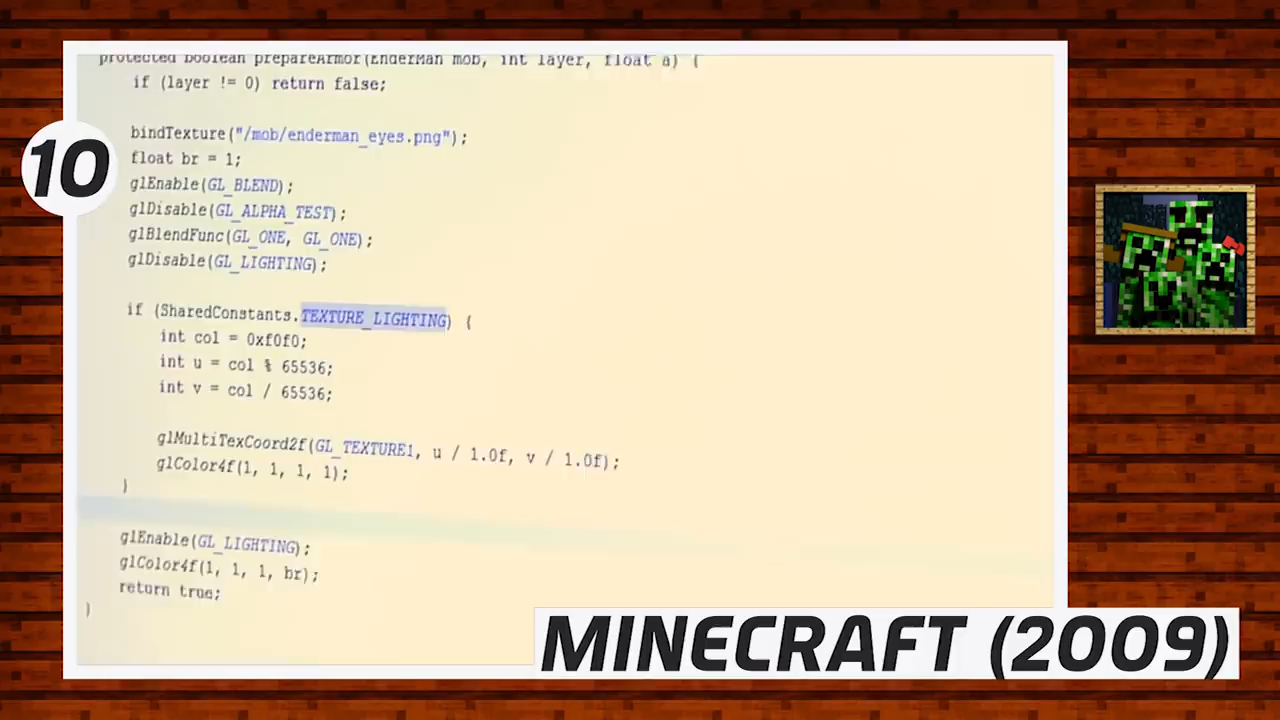 protected boolean prepareArmor(EnderMan mob, int layer, float a) {
if (layer != 0) return false;
bindTexture("/mob/enderman_eyes.png");
float br = 1;
glEnable(GL_BLEND);
glDisable(GL_ALPHA_TEST);
glBlendFunc(GL_ONE, GL_ONE);
glDisable(GL_LIGHTING);
if (SharedConstants.TEXTURE_LIGHTING) {
int col = 0xf0f0;
int u = col % 65536;
int v = col / 65536;
glMultiTexCoord2f(GL_TEXTURE1, u / 1.0f, v / 1.0f);
glColor4f(1, 1, 1, 1);
}
glEnable(GL_LIGHTING);
glColor4f(1, 1, 1, br);
return true;
}
10
MINECRAFT (2009)